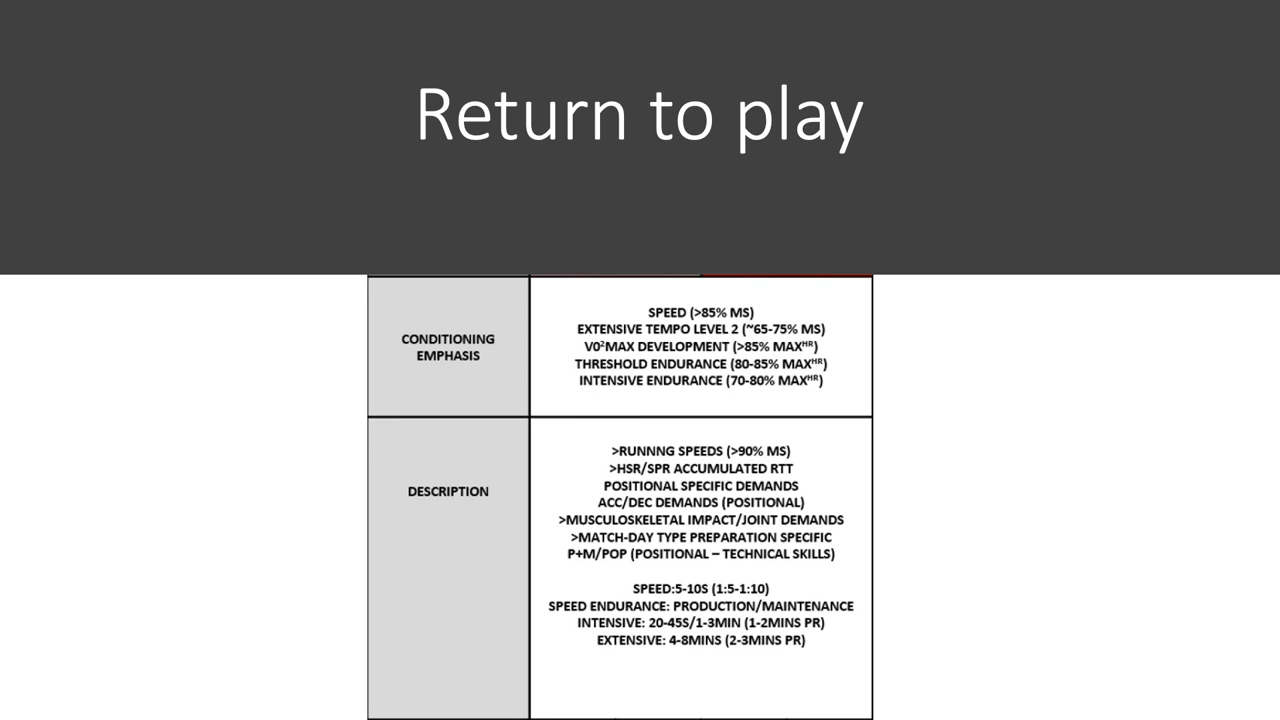 Return to play
CONDITIONING
EMPHASIS
SPEED (>85% MS)
EXTENSIVE TEMPO LEVEL 2 (~65-75% MS)
V0²MAX DEVELOPMENT (>85% MAXᴴᴿ)
THRESHOLD ENDURANCE (80-85% MAXᴴᴿ)
INTENSIVE ENDURANCE (70-80% MAXᴴᴿ)
DESCRIPTION
>RUNNNG SPEEDS (>90% MS)
>HSR/SPR ACCUMULATED RTT
POSITIONAL SPECIFIC DEMANDS
ACC/DEC DEMANDS (POSITIONAL)
>MUSCULOSKELETAL IMPACT/JOINT DEMANDS
>MATCH-DAY TYPE PREPARATION SPECIFIC
P+M/POP (POSITIONAL – TECHNICAL SKILLS)
SPEED:5-10S (1:5-1:10)
SPEED ENDURANCE: PRODUCTION/MAINTENANCE
INTENSIVE: 20-45S/1-3MIN (1-2MINS PR)
EXTENSIVE: 4-8MINS (2-3MINS PR)